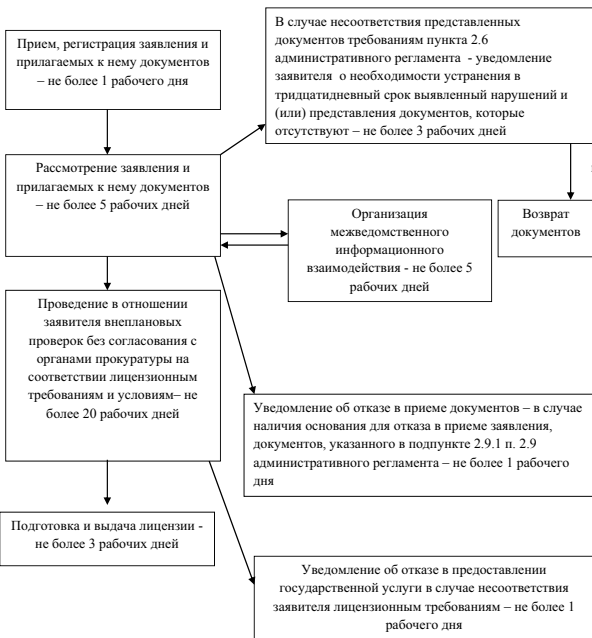 Прием, регистрация заявления и
прилагаемых к нему документов
– не более 1 рабочего дня
В случае несоответствия представленных
документов требованиям пункта 2.6
административного регламента - уведомление
заявителя о необходимости устранения в
тридцатидневный срок выявленный нарушений и
(или) представления документов, которые
отсутствуют – не более 3 рабочих дней
Рассмотрение заявления и
прилагаемых к нему документов
– не более 5 рабочих дней
Организация
межведомственного
информационного
взаимодействия - не более 5
рабочих дней
Возврат
документов
Проведение в отношении
заявителя внеплановых
проверок без согласования с
органами прокуратуры на
соответствии лицензионным
требованиям и условиям– не
более 20 рабочих дней
Уведомление об отказе в приеме документов – в случае
наличия основания для отказа в приеме заявления,
документов, указанного в подпункте 2.9.1 п. 2.9
административного регламента – не более 1 рабочего
дня
Подготовка и выдача лицензии -
не более 3 рабочих дней
Уведомление об отказе в предоставлении
государственной услуги в случае несоответствия
заявителя лицензионным требованиям – не более 1
рабочего дня